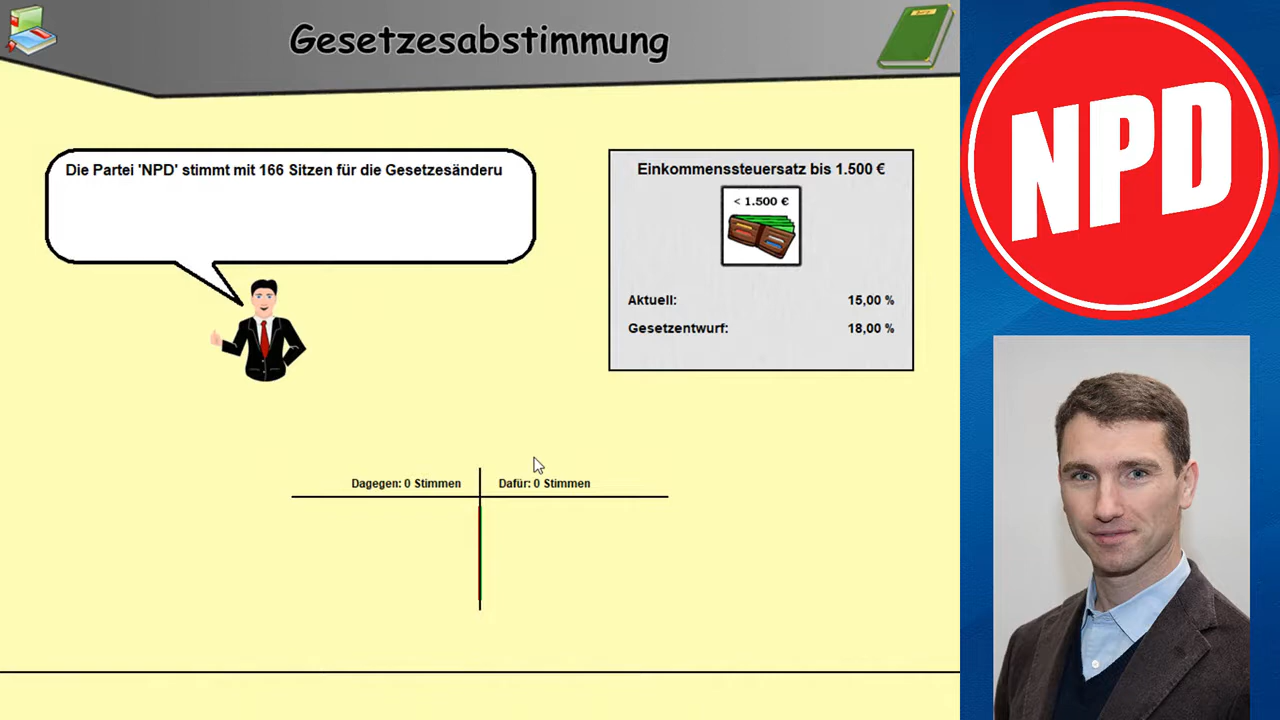 Gesetzesabstimmung
Die Partei 'NPD' stimmt mit 166 Sitzen für die Gesetzesänderu
Einkommenssteuersatz bis 1.500 €
< 1.500 €
Aktuell: 15,00 %
Gesetzentwurf: 18,00 %
Dagegen: 0 Stimmen
Dafür: 0 Stimmen
NPD